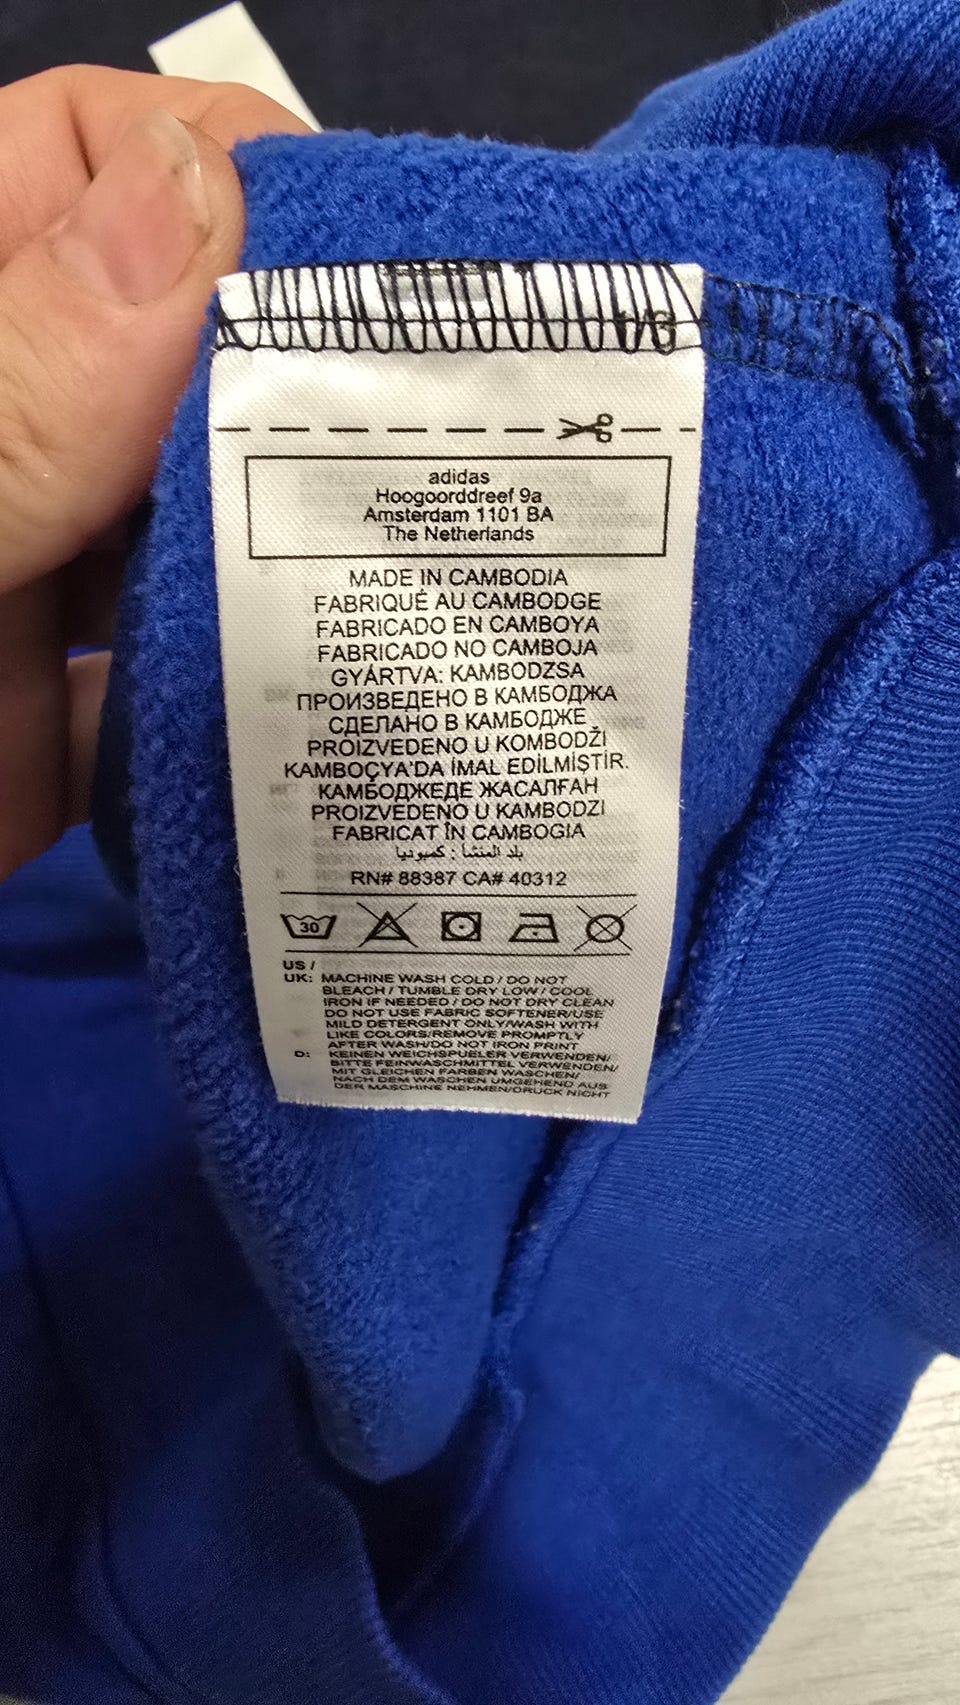 1/3
adidas
Hoogoorddreef 9a
Amsterdam 1101 BA
The Netherlands
MADE IN CAMBODIA
FABRIQUÉ AU CAMBODGE
FABRICADO EN CAMBOYA
FABRICADO NO CAMBOJA
GYÁRTVA: KAMBODZSA
ПРОИЗВЕДЕНО В КАМБОДЖА
СДЕЛАНО В КАМБОДЖЕ
PROIZVEDENO U KOMBODŽI
KAMBOÇYA'DA İMAL EDİLMİŞTİR.
КАМБОДЖЕДЕ ЖАСАЛҒАН
PROIZVEDENO U KAMBODZI
FABRICAT ÎN CAMBOGIA
بلد المنشأ : كمبوديا
RN# 88387 CA# 40312
30
US /
UK: MACHINE WASH COLD / DO NOT
BLEACH / TUMBLE DRY LOW / COOL
IRON IF NEEDED / DO NOT DRY CLEAN
DO NOT USE FABRIC SOFTENER/USE
MILD DETERGENT ONLY/WASH WITH
LIKE COLORS/REMOVE PROMPTLY
AFTER WASH/DO NOT IRON PRINT
D: KEINEN WEICHSPUELER VERWENDEN/
BITTE FEINWASCHMITTEL VERWENDEN/
MIT GLEICHEN FARBEN WASCHEN/
NACH DEM WASCHEN UMGEHEND AUS
DER MASCHINE NEHMEN/DRUCK NICHT